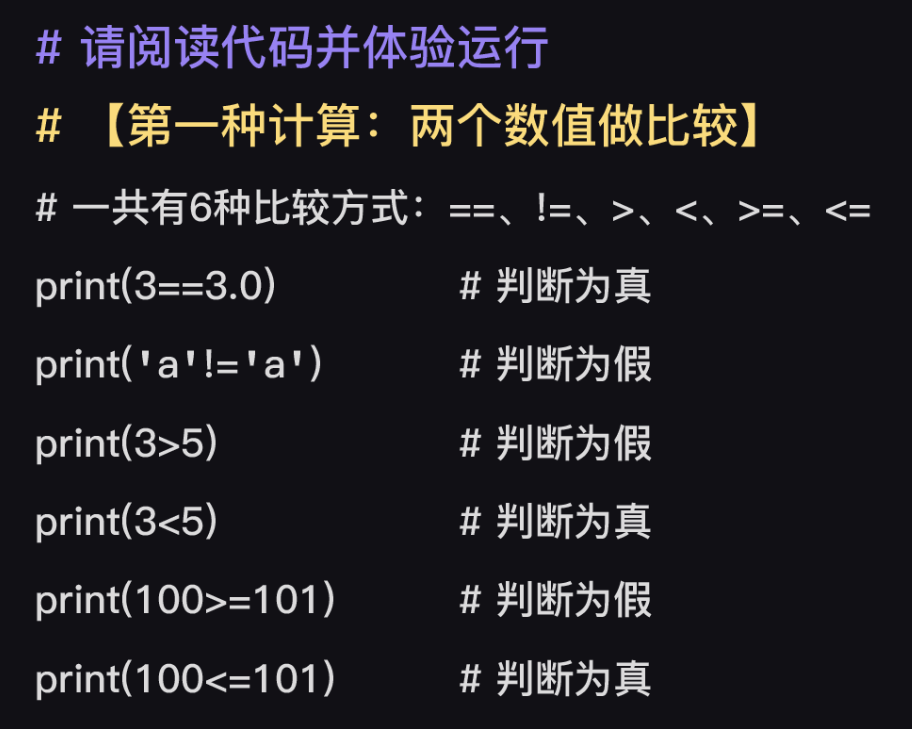 # 请阅读代码并体验运行
# 【第一种计算：两个数值做比较】
# 一共有6种比较方式：==、!=、>、<、>=、<=
print(3==3.0) # 判断为真
print('a'!='a') # 判断为假
print(3>5) # 判断为假
print(3<5) # 判断为真
print(100>=101) # 判断为假
print(100<=101) # 判断为真